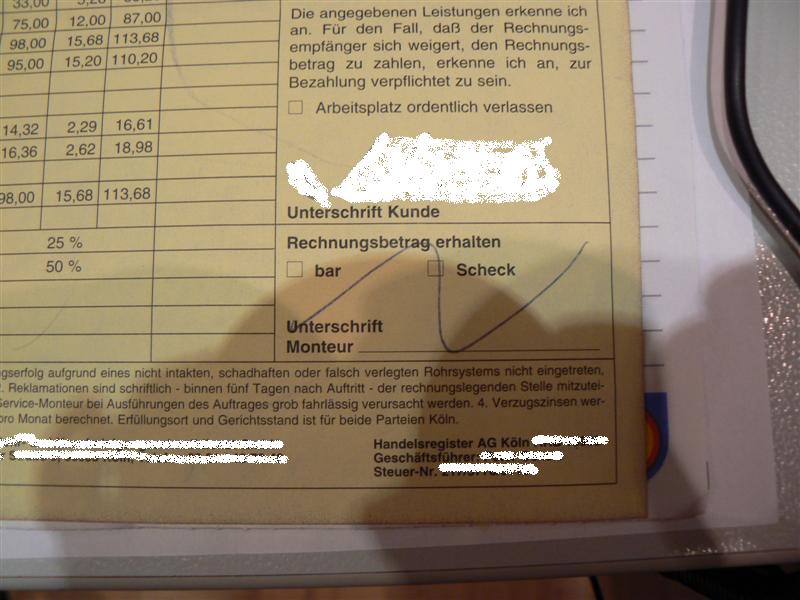 33,00
75,00 12,00 87,00
98,00 15,68 113,68
95,00 15,20 110,20
14,32 2,29 16,61
16,36 2,62 18,98
98,00 15,68 113,68
25 %
50 %
Die angegebenen Leistungen erkenne ich
an. Für den Fall, daß der Rechnungs-
empfänger sich weigert, den Rechnungs-
betrag zu zahlen, erkenne ich an, zur
Bezahlung verpflichtet zu sein.
Arbeitsplatz ordentlich verlassen
Unterschrift Kunde
Rechnungsbetrag erhalten
bar Scheck
Unterschrift
Monteur
ngserfolg aufgrund eines nicht intakten, schadhaften oder falsch verlegten Rohrsystems nicht eingetreten,
. Reklamationen sind schriftlich - binnen fünf Tagen nach Auftritt - der rechnungslegenden Stelle mitzutei-
Service-Monteur bei Ausführungen des Auftrages grob fahrlässig verursacht werden. 4. Verzugszinsen wer-
pro Monat berechnet. Erfüllungsort und Gerichtsstand ist für beide Parteien Köln.
Handelsregister AG Köln
Geschäftsführer
Steuer-Nr.